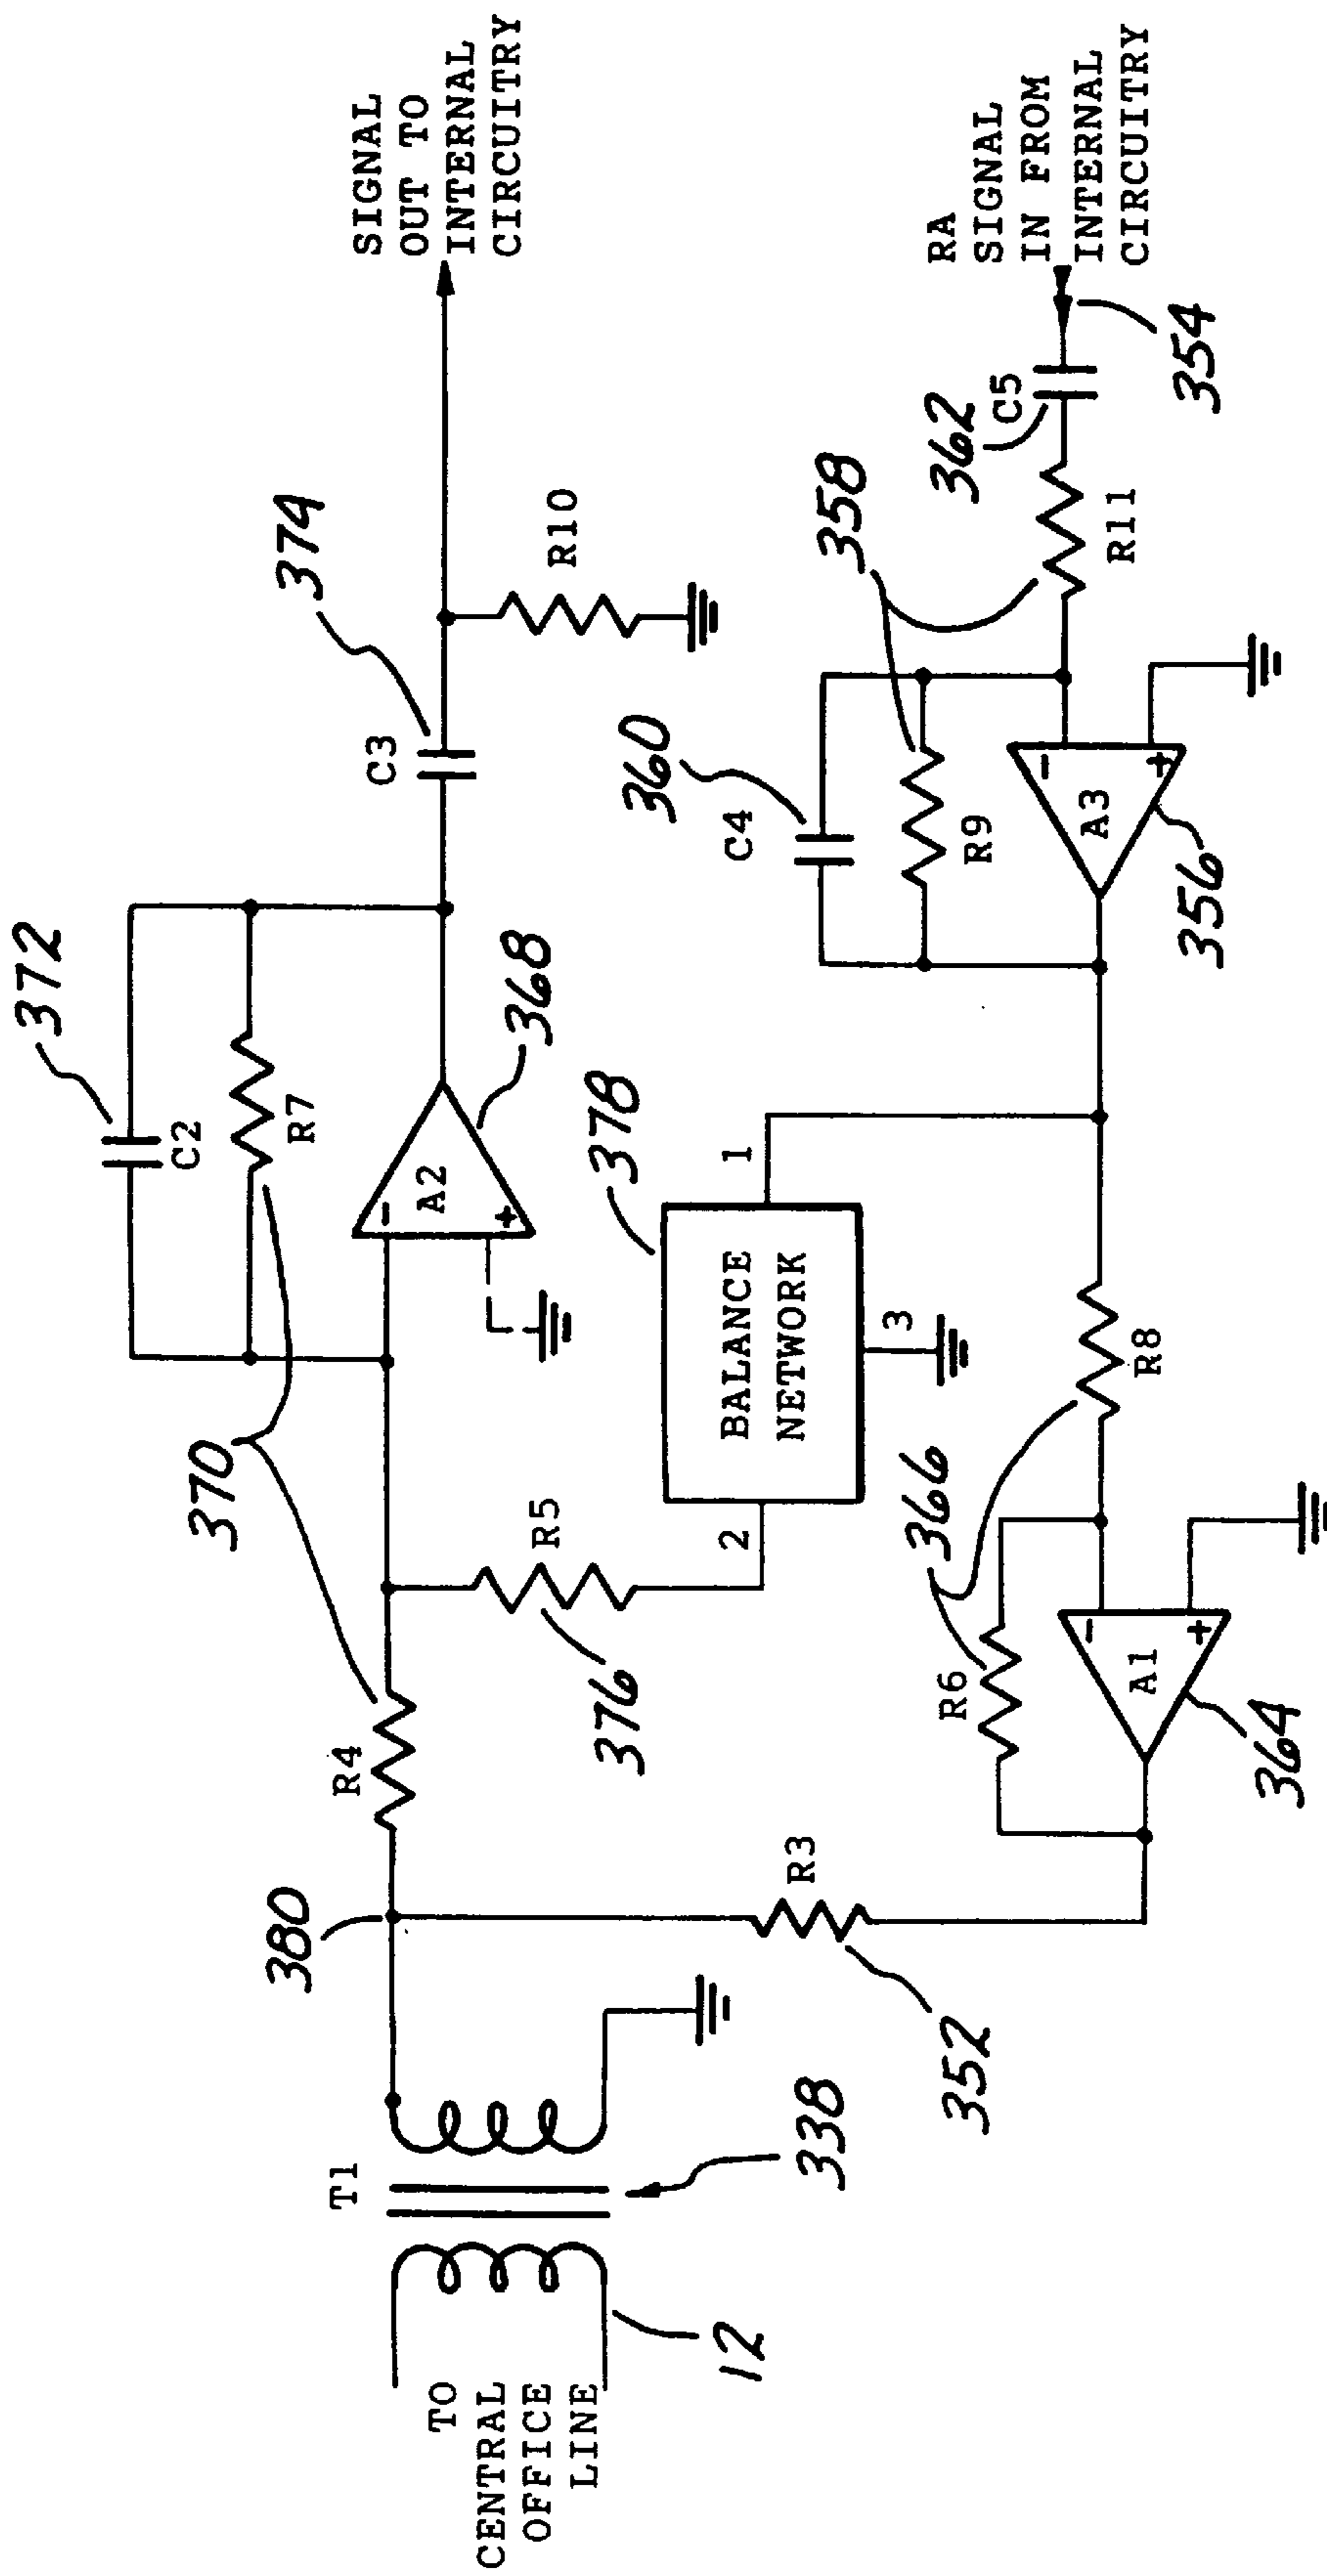 TO
CENTRAL
OFFICE
LINE
12
T1
338
380
R4
370
R3
352
R5
376
372
C2
R7
A2
-
+
368
C3
374
R10
SIGNAL
OUT TO
INTERNAL
CIRCUITRY
BALANCE
NETWORK
378
1
2
3
R6
366
R8
A1
-
+
364
360
C4
R9
358
A3
-
+
356
R11
362
C5
354
RA
SIGNAL
IN FROM
INTERNAL
CIRCUITRY